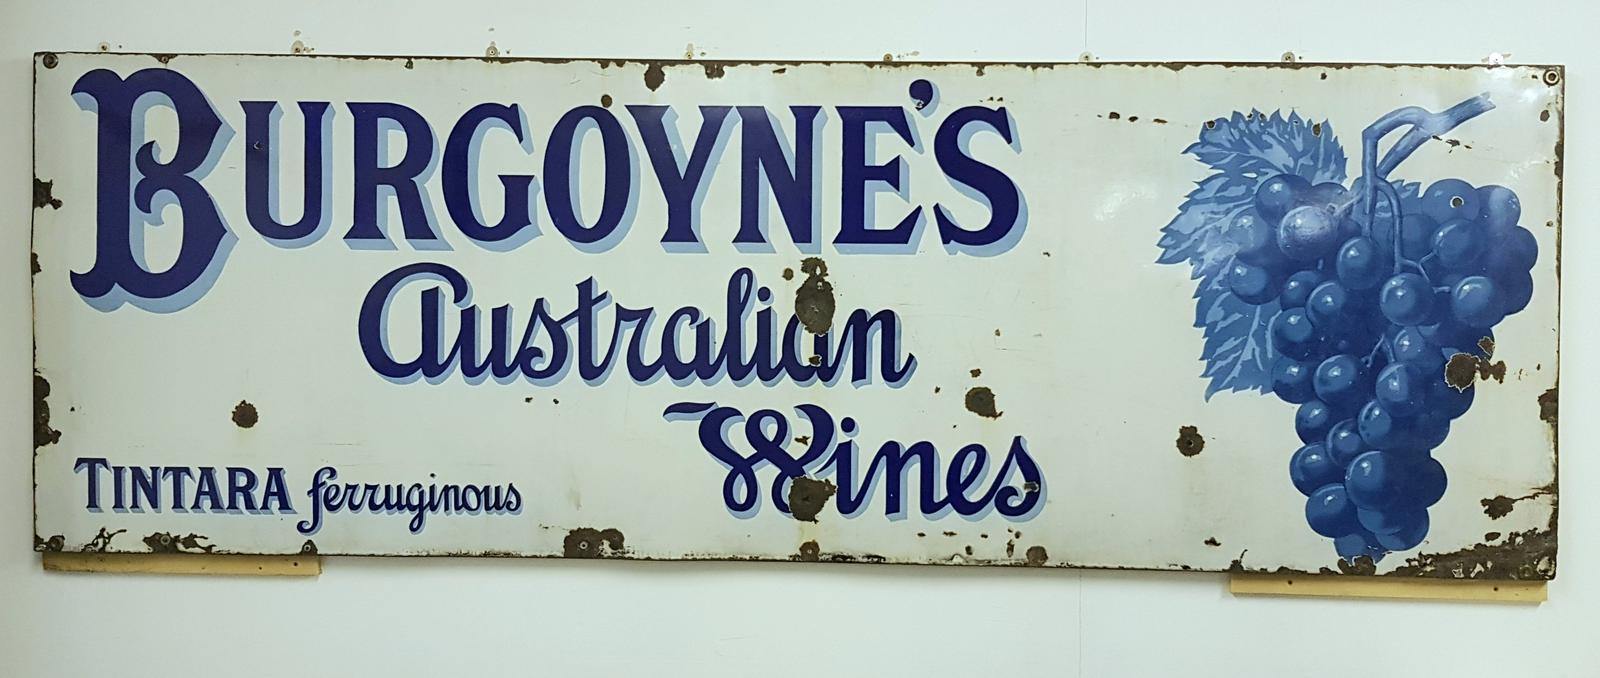 BURGOYNE'S
Australian
Wines
TINTARA ferruginous